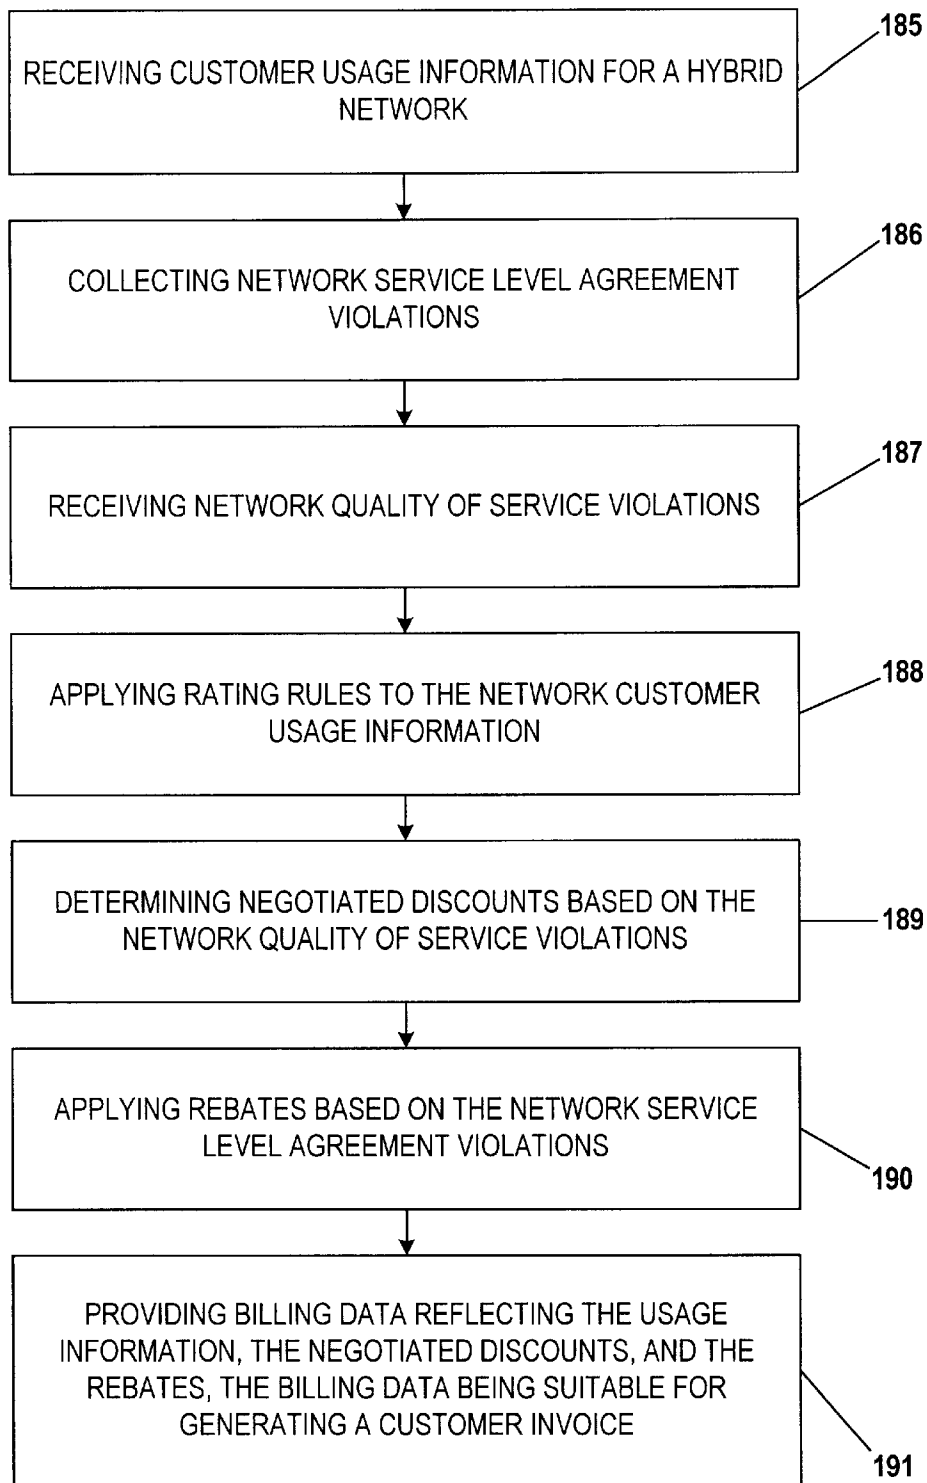 185
RECEIVING CUSTOMER USAGE INFORMATION FOR A HYBRID
NETWORK
186
COLLECTING NETWORK SERVICE LEVEL AGREEMENT
VIOLATIONS
187
RECEIVING NETWORK QUALITY OF SERVICE VIOLATIONS
188
APPLYING RATING RULES TO THE NETWORK CUSTOMER
USAGE INFORMATION
DETERMINING NEGOTIATED DISCOUNTS BASED ON THE
NETWORK QUALITY OF SERVICE VIOLATIONS
189
APPLYING REBATES BASED ON THE NETWORK SERVICE
LEVEL AGREEMENT VIOLATIONS
190
PROVIDING BILLING DATA REFLECTING THE USAGE
INFORMATION, THE NEGOTIATED DISCOUNTS, AND THE
REBATES, THE BILLING DATA BEING SUITABLE FOR
GENERATING A CUSTOMER INVOICE
191